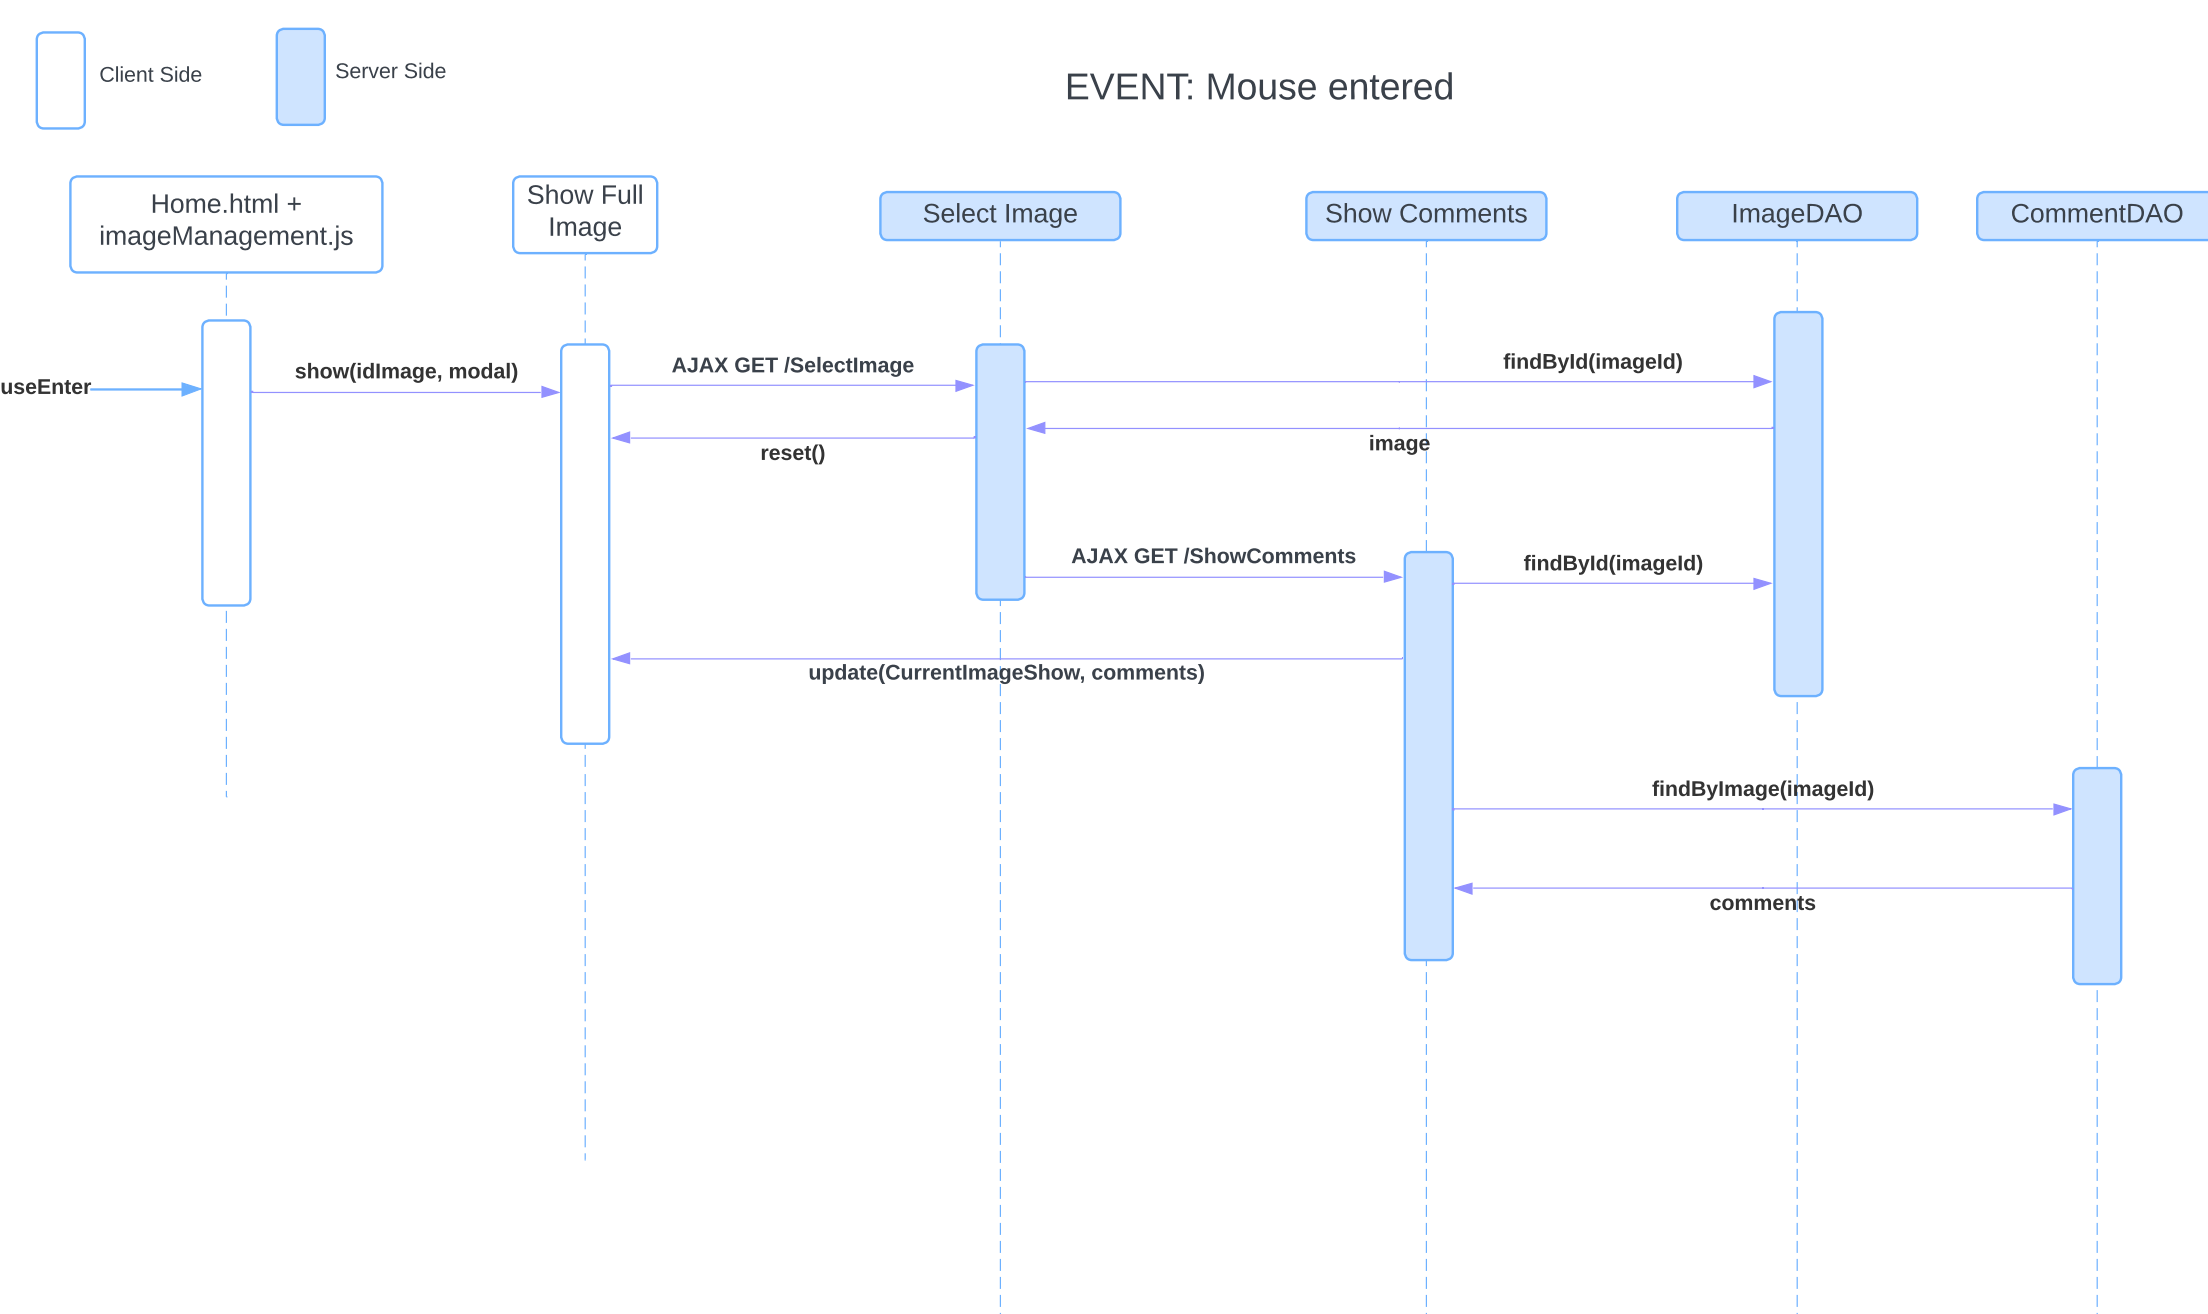 Client Side
Server Side
EVENT: Mouse entered
Home.html +
imageManagement.js
Show Full
Image
Select Image
Show Comments
ImageDAO
CommentDAO
useEnter
show(idImage, modal)
AJAX GET /SelectImage
findById(imageId)
image
reset()
AJAX GET /ShowComments
findById(imageId)
update(CurrentImageShow, comments)
findByImage(imageId)
comments